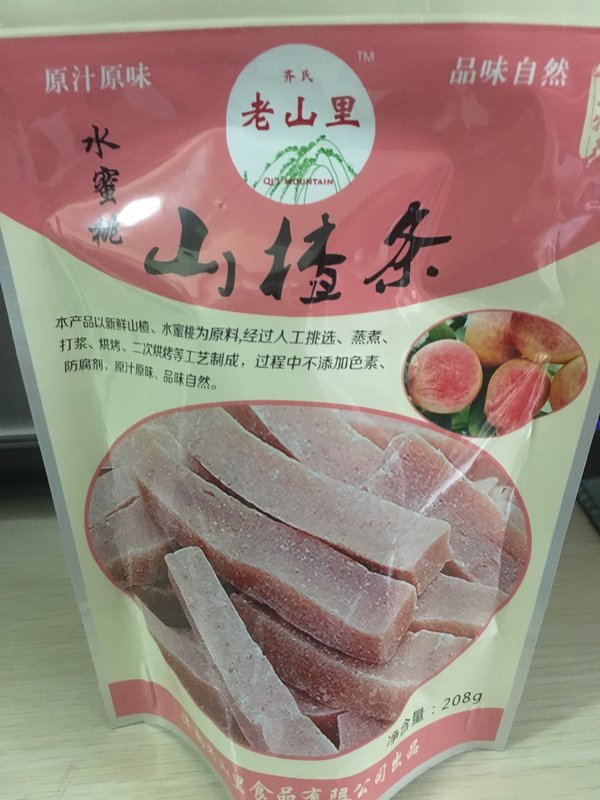 原汁原味
齐氏
老山里
QI'S MOUNTAIN
TM
品味自然
水蜜桃
山楂条
本产品以新鲜山楂、水蜜桃为原料,经过人工挑选、蒸煮、
打浆、烘烤、二次烘烤等工艺制成，过程中不添加色素、
防腐剂，原汁原味、品味自然。
净含量：208g
里食品有限公司出品